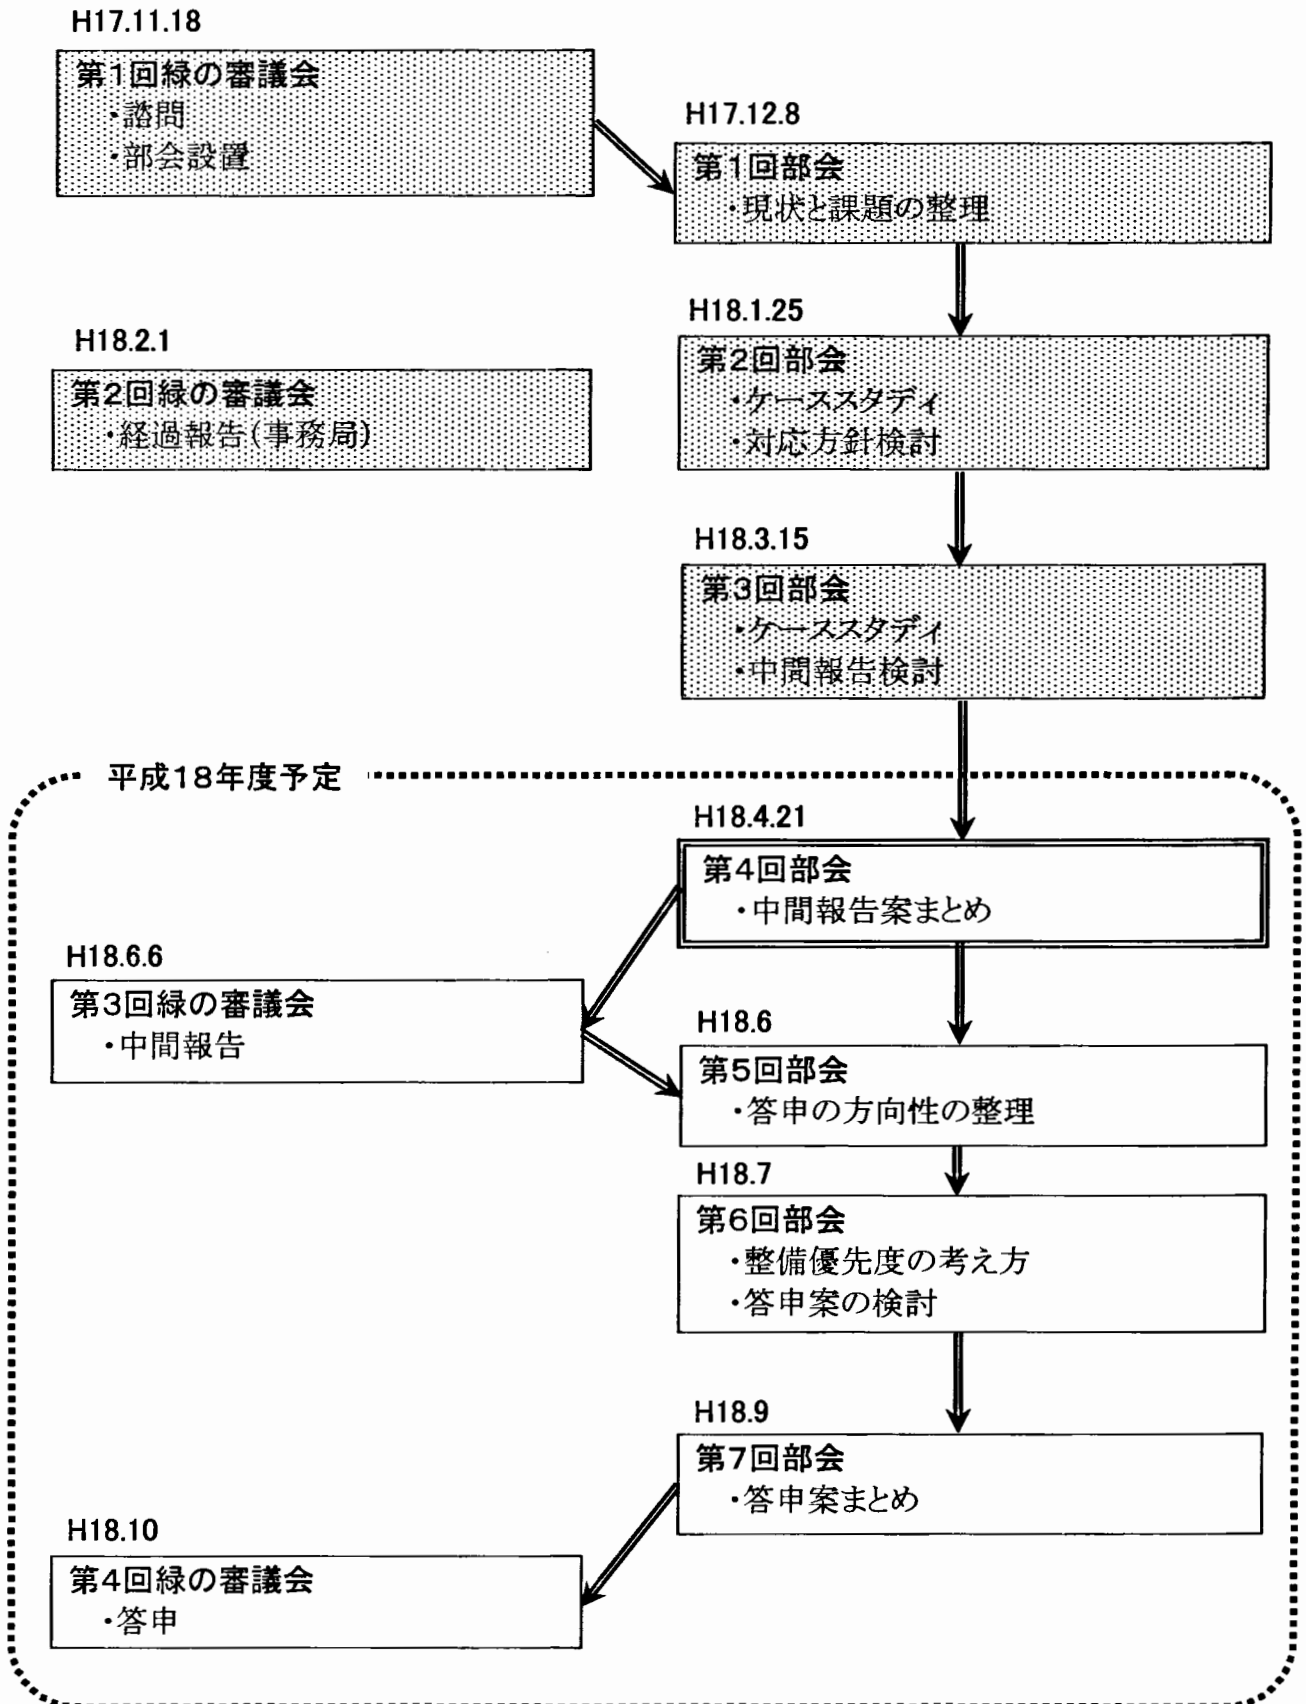 H17.11.18
第1回緑の審議会
・諮問
・部会設置
H17.12.8
第1回部会
・現状と課題の整理
H18.1.25
第2回部会
・ケーススタディ
・対応方針検討
H18.2.1
第2回緑の審議会
・経過報告(事務局)
H18.3.15
第3回部会
・ケーススタディ
・中間報告検討
平成18年度予定
H18.4.21
第4回部会
・中間報告案まとめ
H18.6.6
第3回緑の審議会
・中間報告
H18.6
第5回部会
・答申の方向性の整理
H18.7
第6回部会
・整備優先度の考え方
・答申案の検討
H18.9
第7回部会
・答申案まとめ
H18.10
第4回緑の審議会
・答申